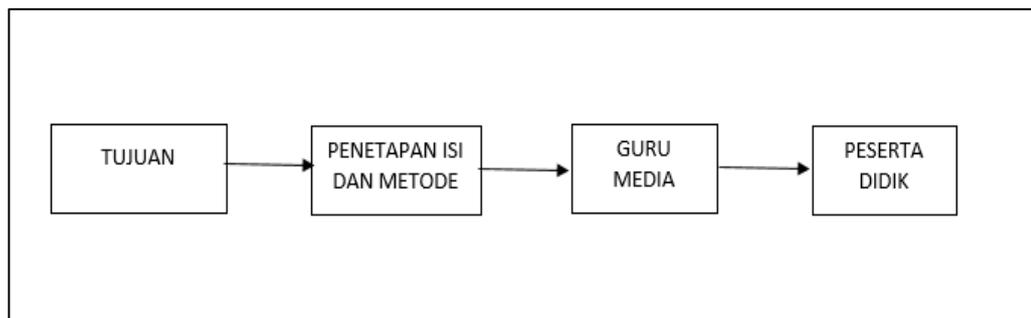 TUJUAN
PENETAPAN ISI
DAN METODE
GURU
MEDIA
PESERTA
DIDIK